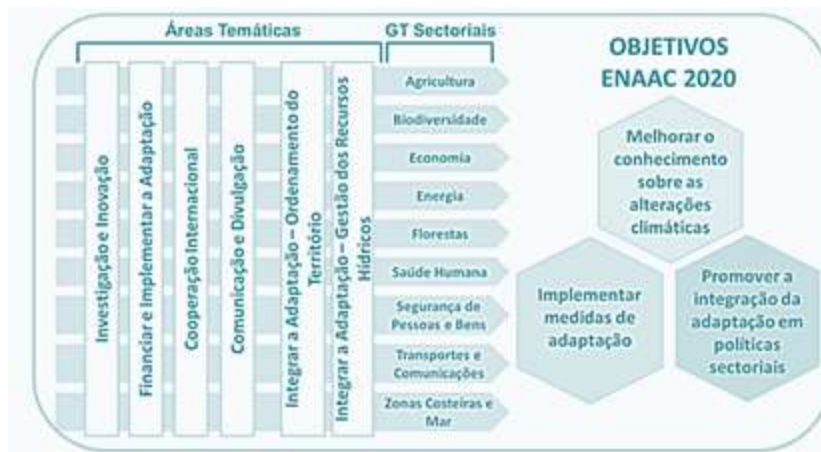 Áreas Temáticas
GT Sectoriais
Investigação e Inovação
Financiar e Implementar a Adaptação
Cooperação Internacional
Comunicação e Divulgação
Integrar a Adaptação – Ordenamento do
Território
Integrar a Adaptação – Gestão dos Recursos
Hídricos
Agricultura
Biodiversidade
Economia
Energia
Florestas
Saúde Humana
Segurança de
Pessoas e Bens
Transportes e
Comunicações
Zonas Costeiras e
Mar
OBJETIVOS
ENAAC 2020
Melhorar o
conhecimento
sobre as
alterações
climáticas
Implementar
medidas de
adaptação
Promover a
integração da
adaptação em
políticas
sectoriais